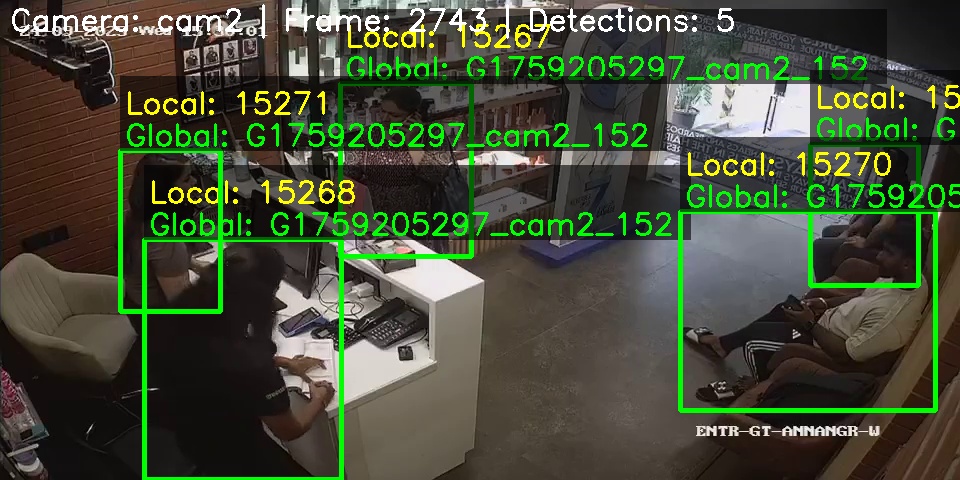 Camera: cam2 | Frame: 2743 | Detections: 5
Local: 15267
Global: G1759205297_cam2_152
Local: 15271
Global: G1759205297_cam2_152
Local: 15
Global: G
Local: 15270
Global: G1759205
Local: 15268
Global: G1759205297_cam2_152
ENTR-GT-ANNANGR-W